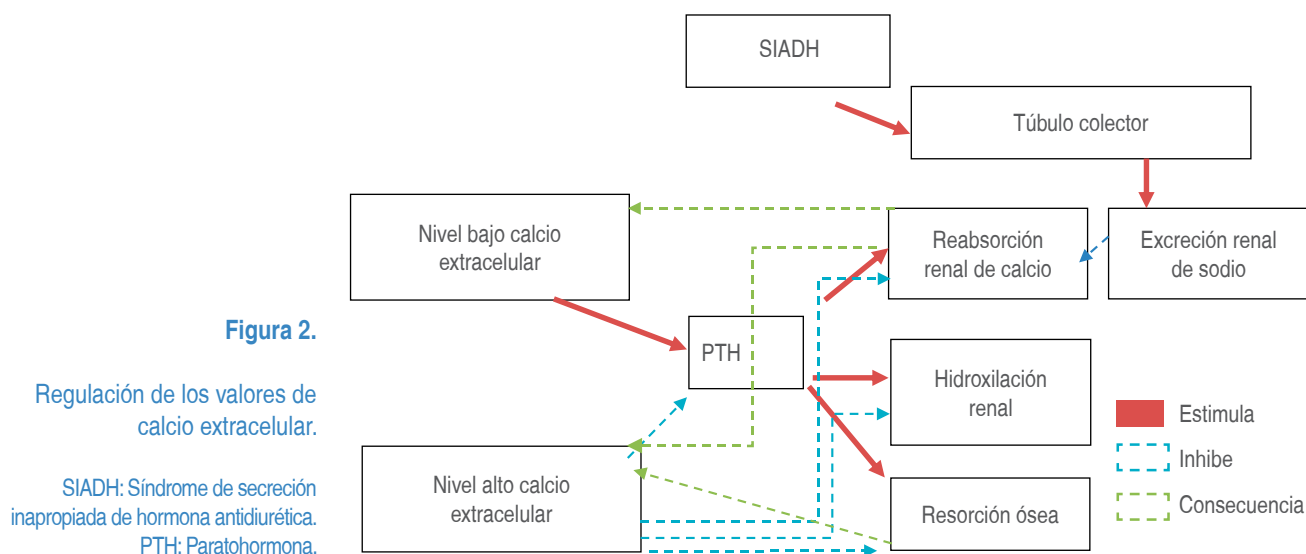 SIADH
Túbulo colector
Nivel bajo calcio
extracelular
Reabsorción
renal de calcio
Excreción renal
de sodio
Figura 2.
Regulación de los valores de
calcio extracelular.
SIADH: Síndrome de secreción
inapropiada de hormona antidiurética.
PTH: Paratohormona.
PTH
Hidroxilación
renal
Nivel alto calcio
extracelular
Resorción ósea
Estimula
Inhibe
Consecuencia